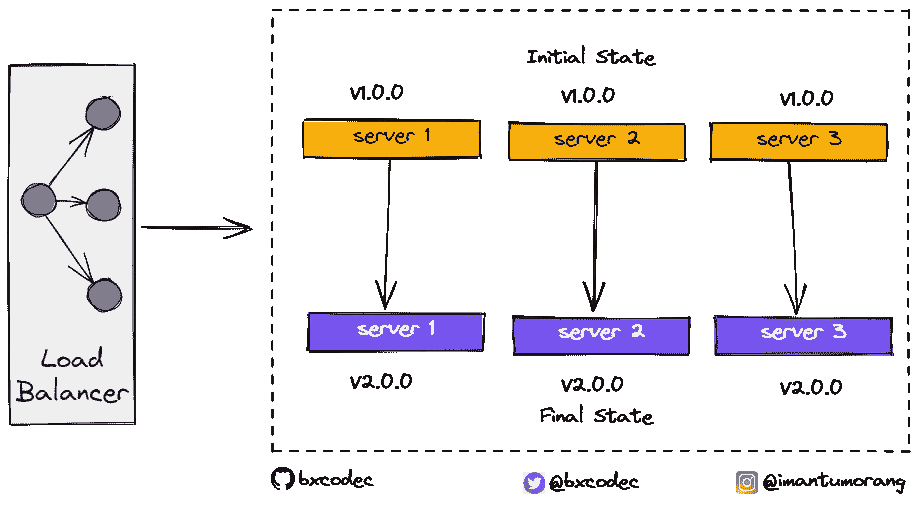 Initial State
v1.0.0
v1.0.0
v1.0.0
server 1
server 2
server 3
server 1
server 2
server 3
v2.0.0
v2.0.0
v2.0.0
Final State
Load
Balancer
bxcodec
@bxcodec
@imantumorang